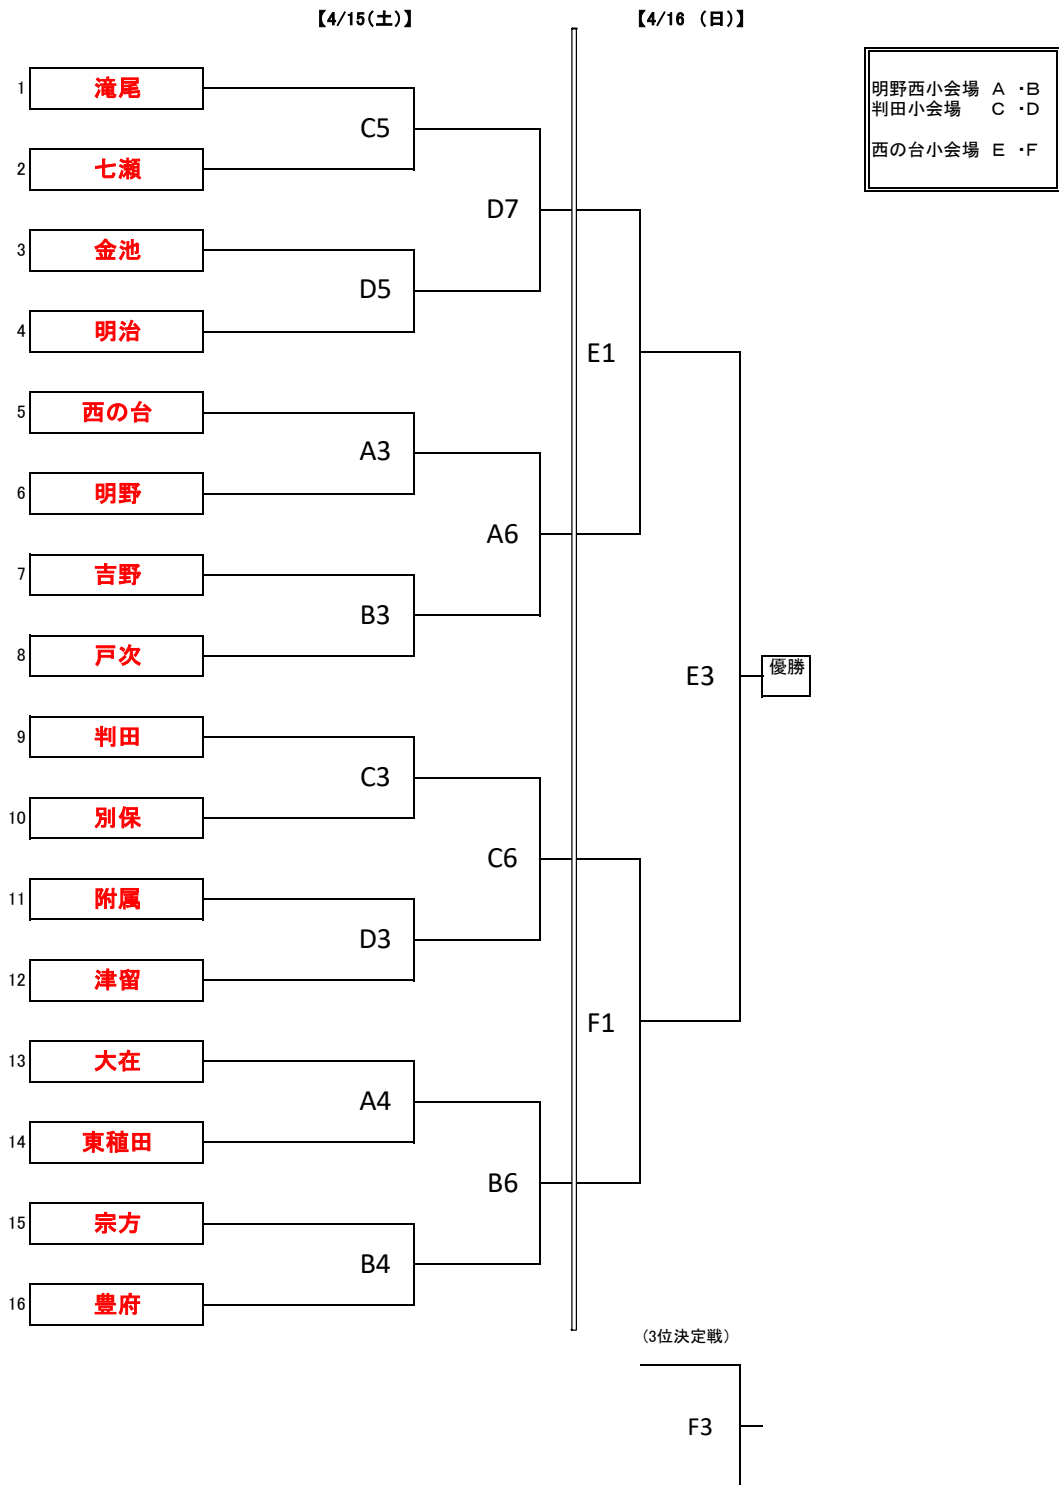 【4/15(土)】
【4/16 (日)】
明野西小会場 A ・B
判田小会場 C ・D
西の台小会場 E ・F
1 滝尾
C5
2 七瀬
D7
3 金池
D5
4 明治
E1
5 西の台
A3
6 明野
A6
7 吉野
B3
8 戸次
E3
優勝
9 判田
C3
10 別保
C6
11 附属
D3
12 津留
F1
13 大在
A4
14 東稙田
B6
15 宗方
B4
16 豊府
(3位決定戦)
F3